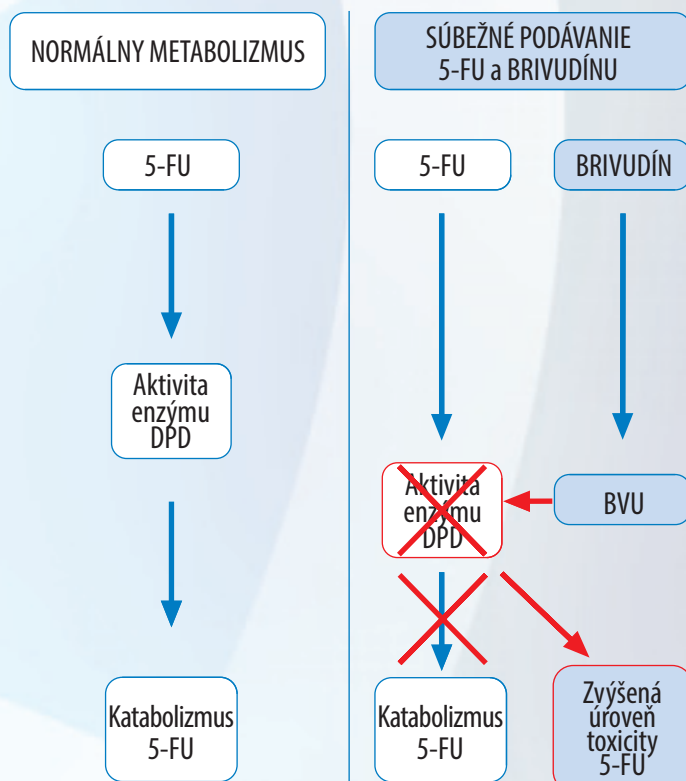 NORMÁLNY METABOLIZMUS
5-FU
Aktivita
enzýmu
DPD
Katabolizmus
5-FU
SÚBEŽNÉ PODÁVANIE
5-FU a BRIVUDÍNU
5-FU
BRIVUDÍN
Aktivita
enzýmu
DPD
BVU
Katabolizmus
5-FU
Zvýšená
úroveň
toxicity
5-FU